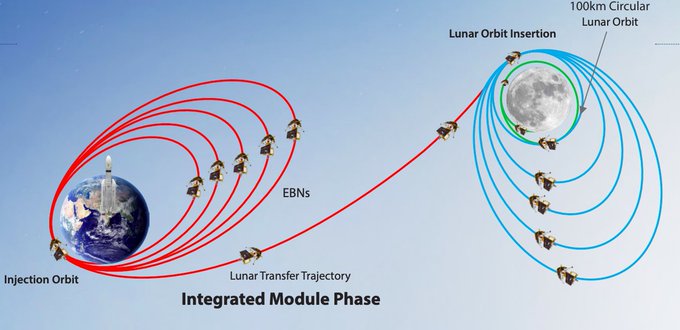 100km Circular
Lunar Orbit
Lunar Orbit Insertion
EBNs
Injection Orbit
Lunar Transfer Trajectory
Integrated Module Phase